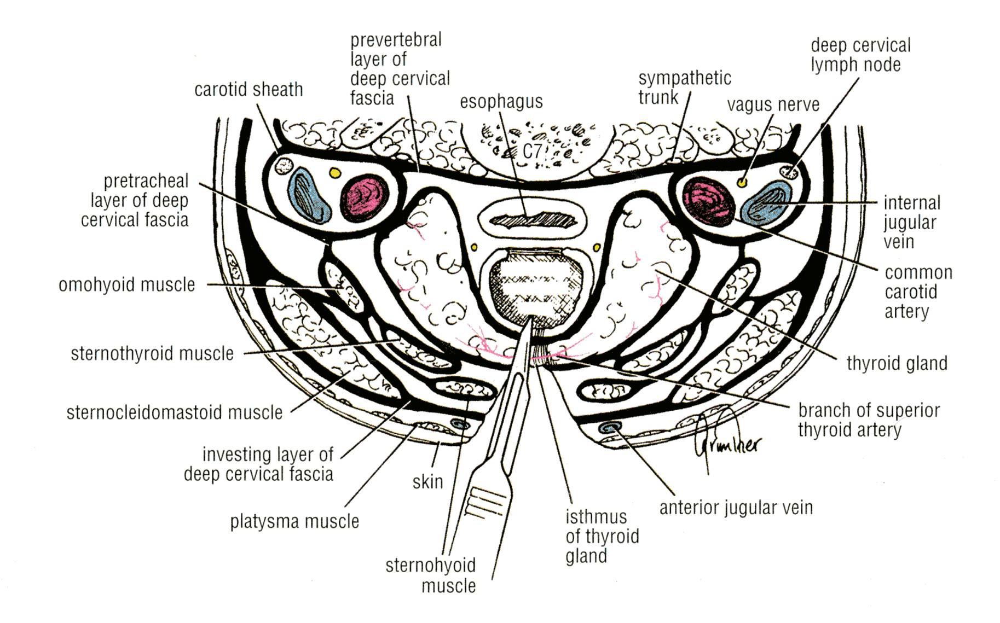 prevertebral
layer of
deep cervical
fascia
deep cervical
lymph node
sympathetic
trunk
carotid sheath
esophagus
vagus nerve
C7
pretracheal
layer of deep
cervical fascia
internal
jugular
vein
common
carotid
artery
omohyoid muscle
sternothyroid muscle
thyroid gland
sternocleidomastoid muscle
branch of superior
thyroid artery
investing layer of
deep cervical fascia
skin
platysma muscle
anterior jugular vein
isthmus
of thyroid
gland
sternohyoid
muscle